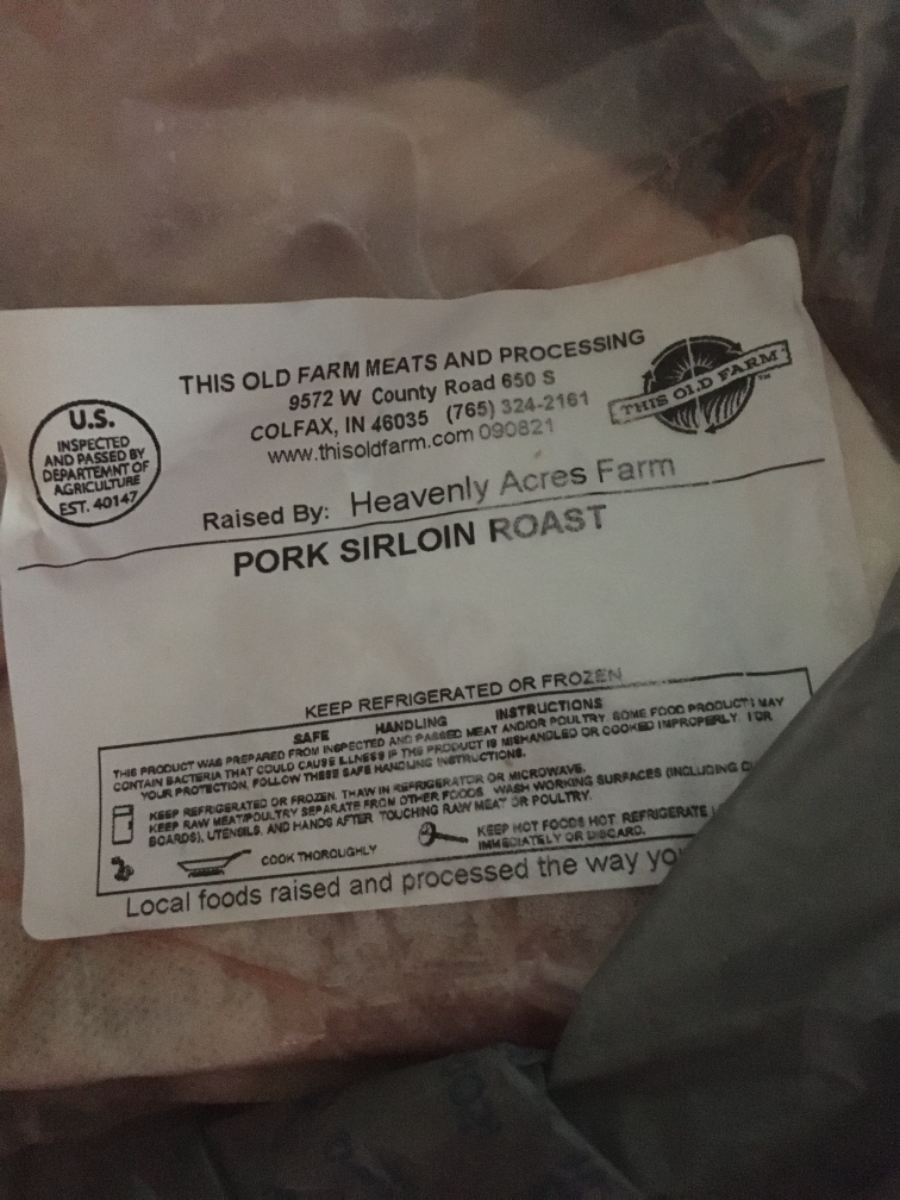 THIS OLD FARM MEATS AND PROCESSING
9572 W County Road 650 S
COLFAX, IN 46035 (765) 324-2161
www.thisoldfarm.com 090821
THIS OLD FARM™
U.S.
INSPECTED
AND PASSED BY
DEPARTEMNT OF
AGRICULTURE
EST. 40147
Raised By: Heavenly Acres Farm
PORK SIRLOIN ROAST
KEEP REFRIGERATED OR FROZEN
SAFE HANDLING INSTRUCTIONS
THIS PRODUCT WAS PREPARED FROM INSPECTED AND PASSED MEAT AND/OR POULTRY. SOME FOOD PRODUCTS MAY
CONTAIN BACTERIA THAT COULD CAUSE ILLNESS IF THE PRODUCT IS MISHANDLED OR COOKED IMPROPERLY. FOR
YOUR PROTECTION, FOLLOW THESE SAFE HANDLING INSTRUCTIONS.
KEEP REFRIGERATED OR FROZEN. THAW IN REFRIGERATOR OR MICROWAVE.
KEEP RAW MEAT/POULTRY SEPARATE FROM OTHER FOODS. WASH WORKING SURFACES (INCLUDING
BOARDS), UTENSILS, AND HANDS AFTER TOUCHING RAW MEAT OR POULTRY.
COOK THOROUGHLY
KEEP HOT FOODS HOT. REFRIGERATE
IMMEDIATELY OR DISCARD.
Local foods raised and processed the way